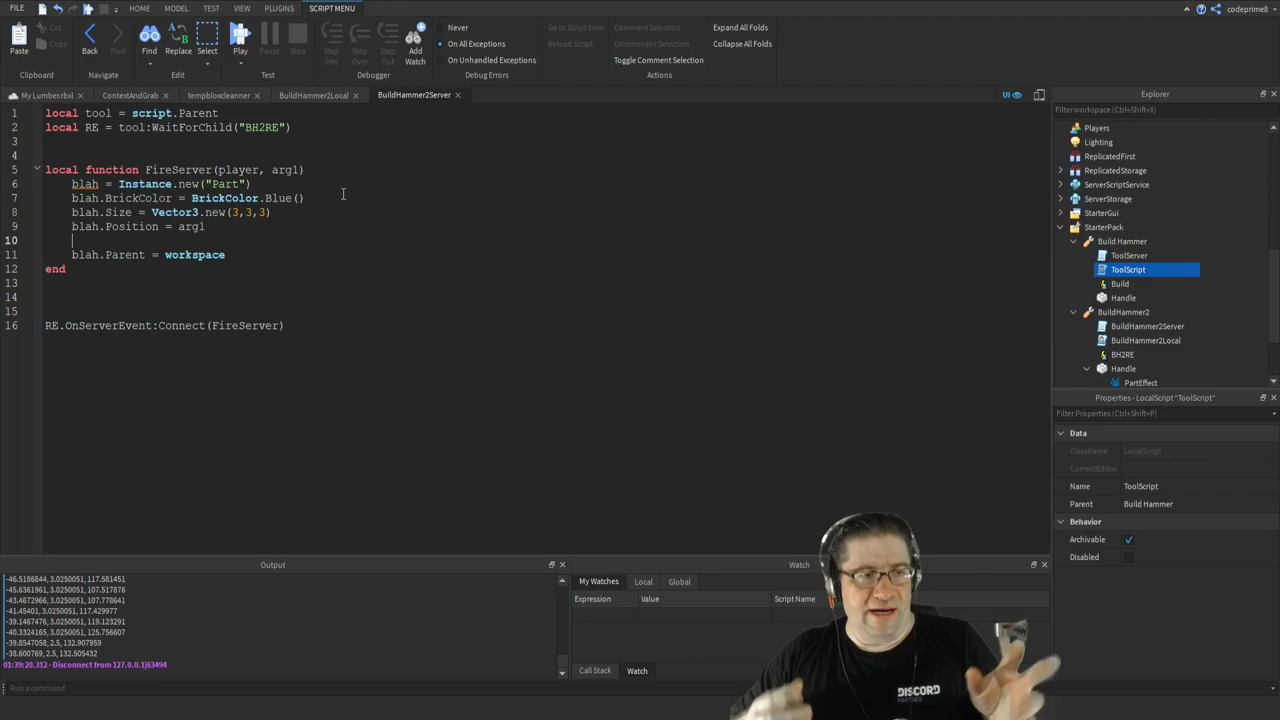 FILE HOME MODEL TEST VIEW PLUGINS SCRIPT MENU codeprime8
Paste Cut Copy Back Fwd Find Replace Select Play Pause Stop Step Into Step Over Step Out Add Watch
Never
On All Exceptions
On Unhandled Exceptions
Go to Script Error
Reload Script
Comment Selection
Uncomment Selection
Toggle Comment Selection
Expand All Folds
Collapse All Folds
Clipboard Navigate Edit Test Debugger Debug Errors Actions
My Lumber.rbxl ContextAndGrab tempbloxcleanner BuildHammer2Local BuildHammer2Server UI
1 local tool = script.Parent
2 local RE = tool:WaitForChild("BH2RE")
3
4
5 local function FireServer(player, arg1)
6 blah = Instance.new("Part")
7 blah.BrickColor = BrickColor.Blue()
8 blah.Size = Vector3.new(3,3,3)
9 blah.Position = arg1
10
11 blah.Parent = workspace
12 end
13
14
15
16 RE.OnServerEvent:Connect(FireServer)
Explorer
Filter workspace (Ctrl+Shift+X)
Players
Lighting
ReplicatedFirst
ReplicatedStorage
ServerScriptService
ServerStorage
StarterGui
StarterPack
Build Hammer
ToolServer
ToolScript
Build
Handle
BuildHammer2
BuildHammer2Server
BuildHammer2Local
BH2RE
Handle
PartEffect
Properties - LocalScript "ToolScript"
Filter Properties (Ctrl+Shift+P)
Data
ClassName LocalScript
CurrentEditor
Name ToolScript
Parent Build Hammer
Behavior
Archivable
Disabled
Output
-46.5186844, 3.0250051, 117.581451
-45.6361961, 3.0250051, 107.517876
-43.4672966, 3.0250051, 107.778641
-41.45401, 3.0250051, 117.429977
-39.1467476, 3.0250051, 119.123291
-40.3324165, 3.0250051, 125.756607
-39.8547058, 2.5, 132.907959
-38.600769, 2.5, 132.505432
01:39:20.312 - Disconnect from 127.0.0.1|63494
Watch
My Watches Local Global
Expression Value Script Name
Call Stack Watch
Run a command
DISCORD
PARTNER